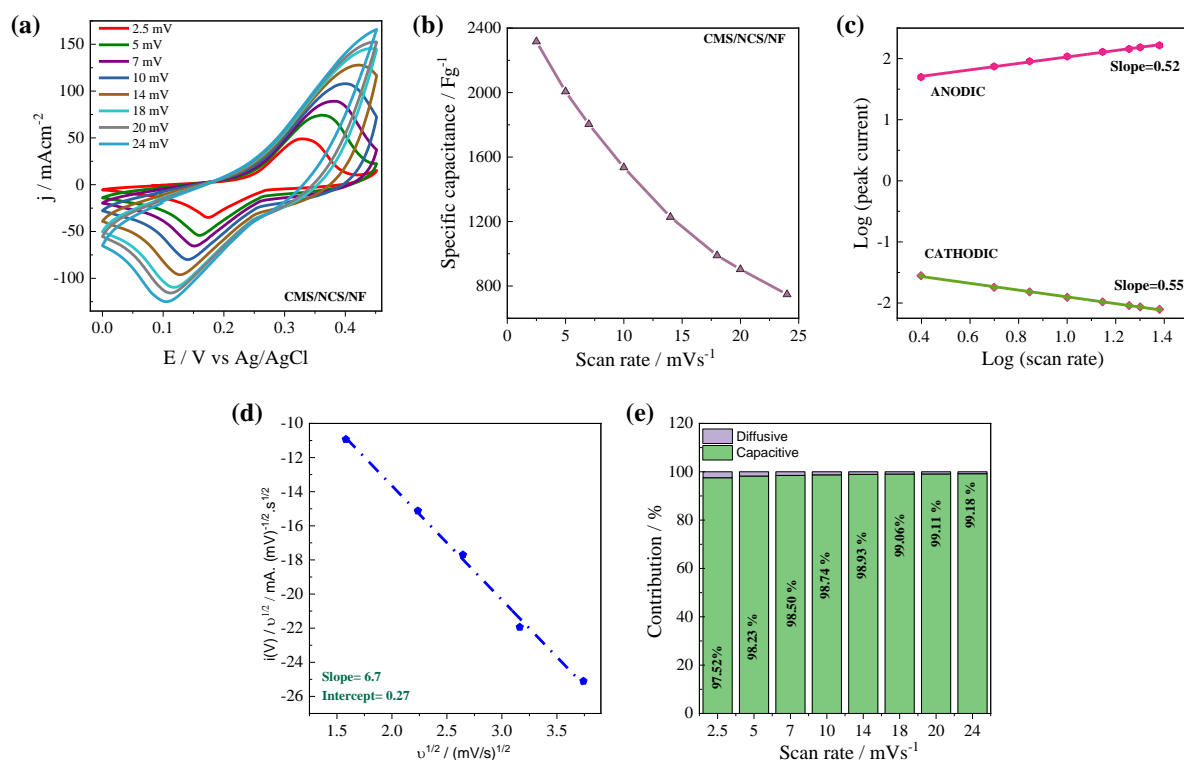 (a)
2.5 mV
5 mV
7 mV
10 mV
14 mV
18 mV
20 mV
24 mV
150
100
50
0
-50
-100
j / mAcm-2
CMS/NCS/NF
0.0 0.1 0.2 0.3 0.4
E / V vs Ag/AgCl
(b)
CMS/NCS/NF
2400
2000
1600
1200
800
Specific capacitance / Fg-1
0 5 10 15 20 25
Scan rate / mVs-1
(c)
2
1
0
-1
-2
Log (peak current)
Slope=0.52
ANODIC
CATHODIC
Slope=0.55
0.4 0.6 0.8 1.0 1.2 1.4
Log (scan rate)
(d)
-10
-12
-14
-16
-18
-20
-22
-24
-26
i(V) / υ1/2 / mA. (mV)-1/2.s1/2
Slope= 6.7
Intercept= 0.27
1.5 2.0 2.5 3.0 3.5
υ1/2 / (mV/s)1/2
(e)
Diffusive
Capacitive
120
100
80
60
40
20
0
Contribution / %
97.52%
98.23 %
98.50 %
98.74 %
98.93 %
99.06%
99.11 %
99.18 %
2.5 5 7 10 14 18 20 24
Scan rate / mVs-1